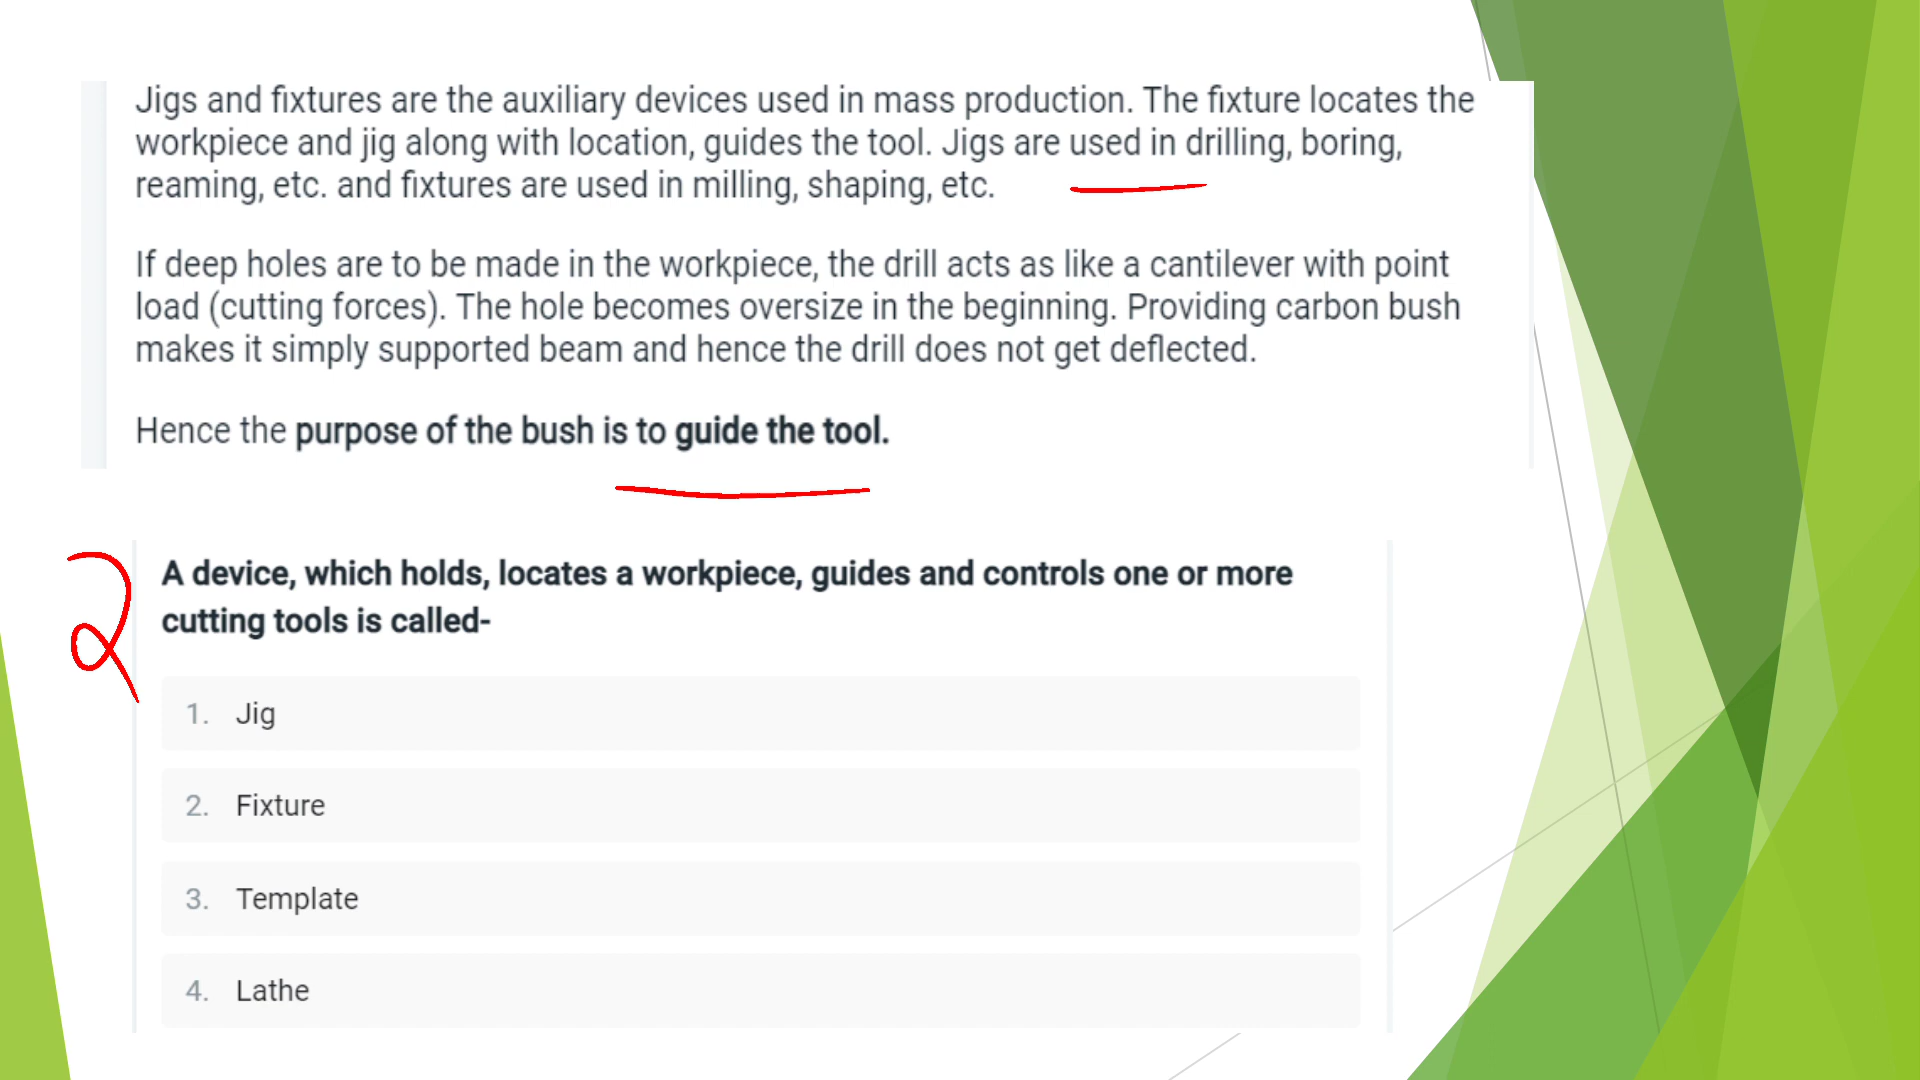 Jigs and fixtures are the auxiliary devices used in mass production. The fixture locates the
workpiece and jig along with location, guides the tool. Jigs are used in drilling, boring,
reaming, etc. and fixtures are used in milling, shaping, etc.
If deep holes are to be made in the workpiece, the drill acts as like a cantilever with point
load (cutting forces). The hole becomes oversize in the beginning. Providing carbon bush
makes it simply supported beam and hence the drill does not get deflected.
Hence the purpose of the bush is to guide the tool.
2
A device, which holds, locates a workpiece, guides and controls one or more
cutting tools is called-
1. Jig
2. Fixture
3. Template
4. Lathe